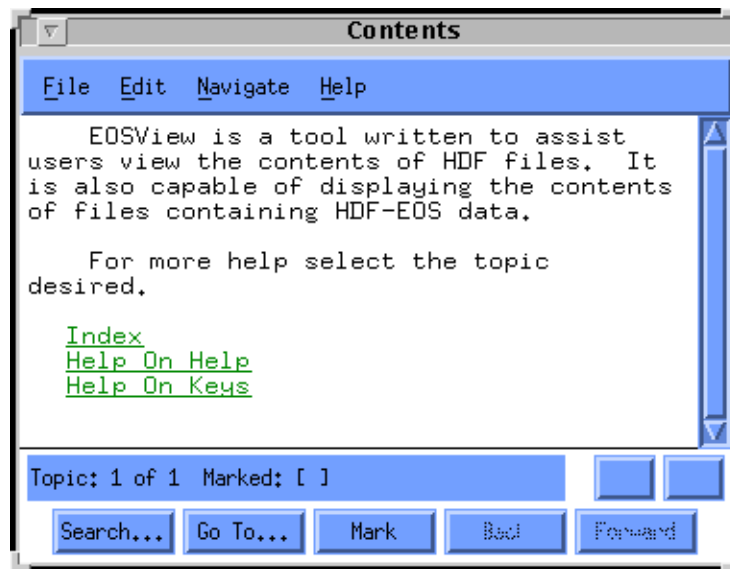 Contents
File Edit Navigate Help
EOSView is a tool written to assist
users view the contents of HDF files. It
is also capable of displaying the contents
of files containing HDF-EOS data.
For more help select the topic
desired.
Index
Help On Help
Help On Keys
Topic: 1 of 1 Marked: [ ]
Search... Go To... Mark Back Forward